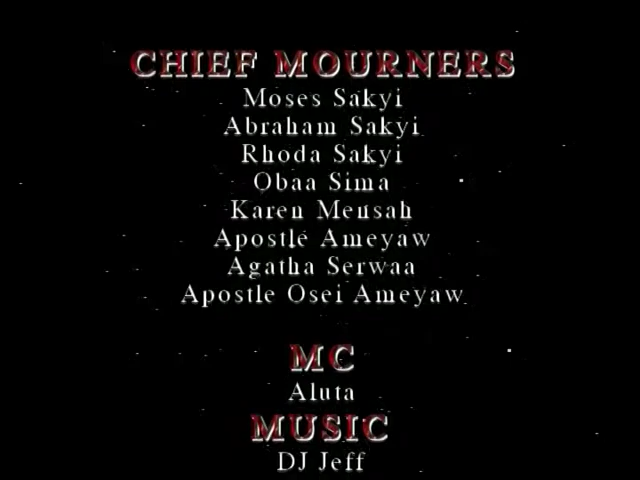 CHIEF MOURNERS
Moses Sakyi
Abraham Sakyi
Rhoda Sakyi
Obaa Sima
Karen Mensah
Apostle Ameyaw
Agatha Serwaa
Apostle Osei Ameyaw
MC
Aluta
MUSIC
DJ Jeff